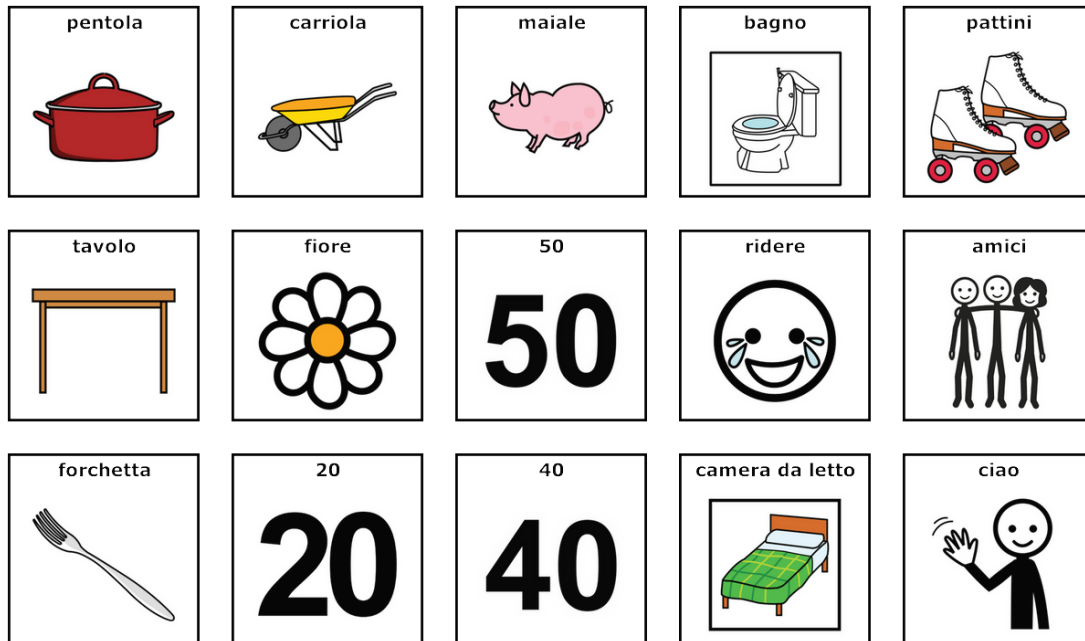 pentola
carriola
maiale
bagno
pattini
tavolo
fiore
50
50
ridere
amici
forchetta
20
20
40
40
camera da letto
ciao